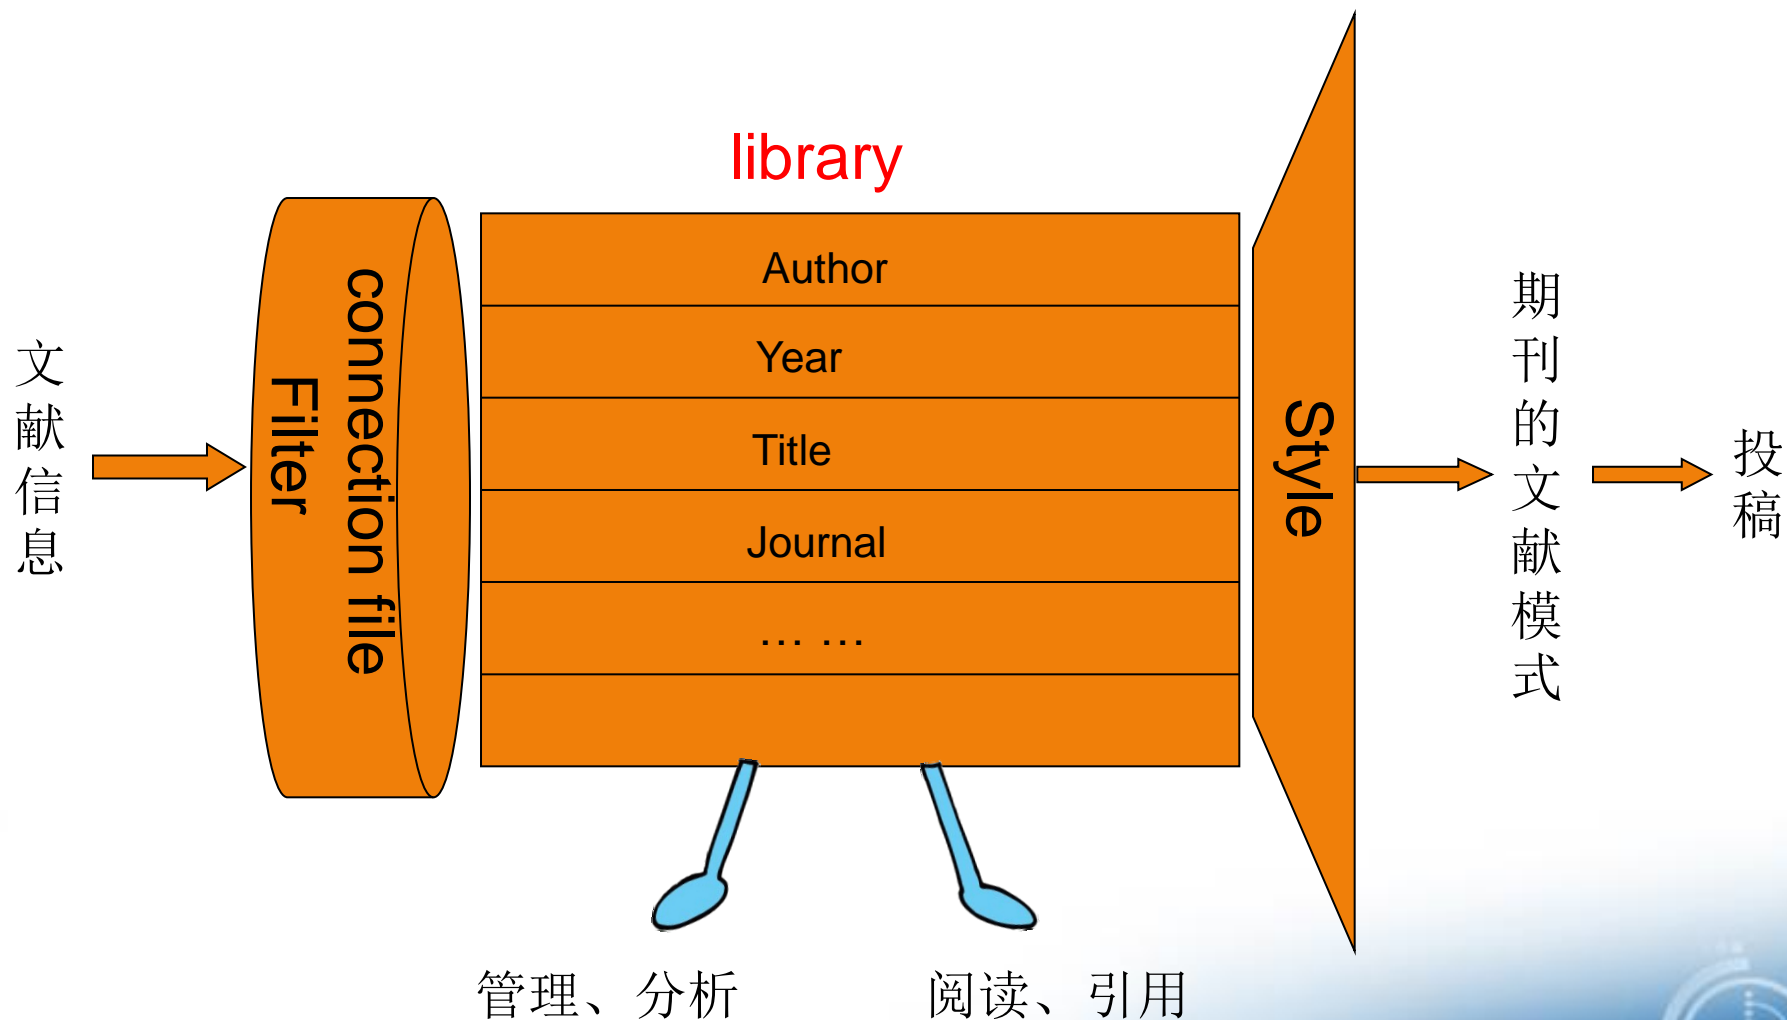 library
文献信息
connection file
Filter
Author
Year
Title
Journal
… …
Style
期刊的文献模式
投稿
管理、分析
阅读、引用